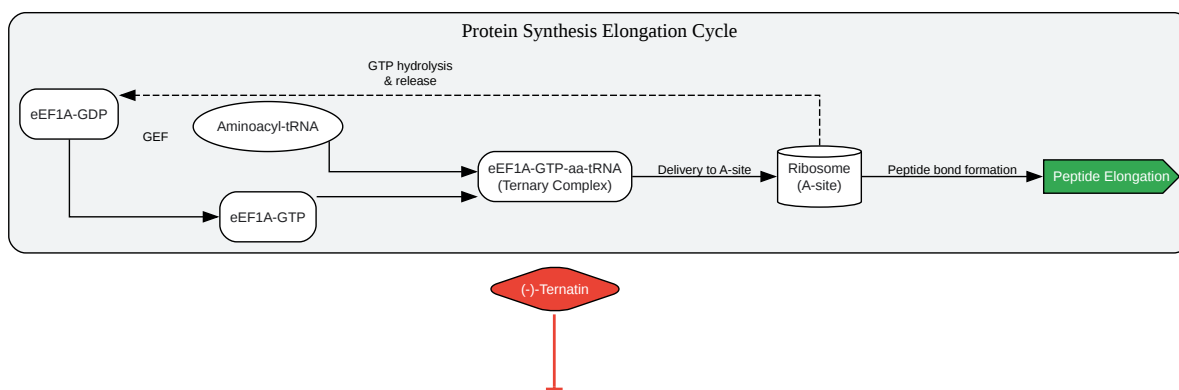 Protein Synthesis Elongation Cycle
GTP hydrolysis
& release
eEF1A-GDP
GEF
Aminoacyl-tRNA
eEF1A-GTP-aa-tRNA
(Ternary Complex)
Delivery to A-site
Ribosome
(A-site)
Peptide bond formation
Peptide Elongation
eEF1A-GTP
(-)-Ternatin